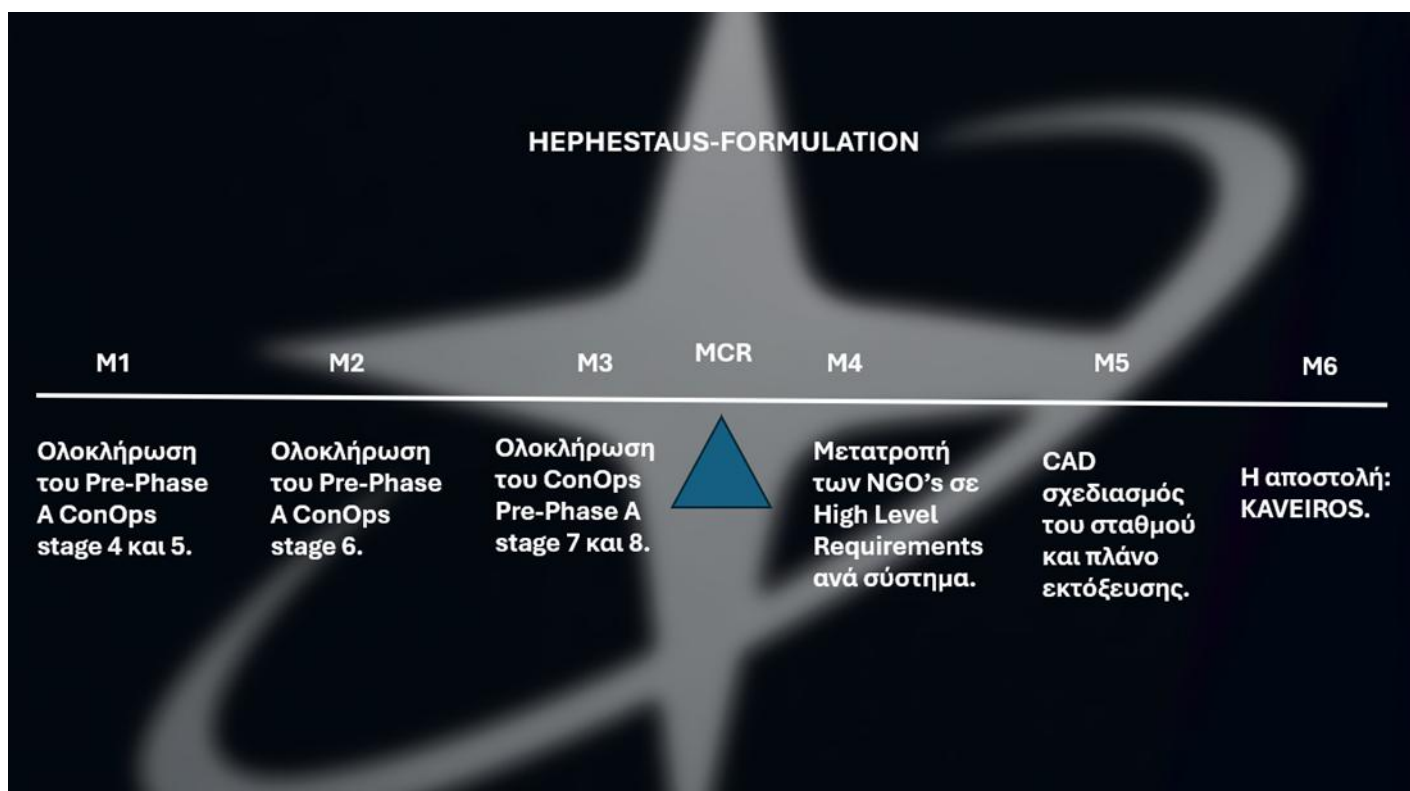 HEPHESTAUS-FORMULATION
M1
M2
M3
MCR
M4
M5
M6
Ολοκλήρωση
του Pre-Phase
A ConOps
stage 4 και 5.
Ολοκλήρωση
του Pre-Phase
A ConOps
stage 6.
Ολοκλήρωση
του ConOps
Pre-Phase A
stage 7 και 8.
Μετατροπή
των NGO’s σε
High Level
Requirements
ανά σύστημα.
CAD
σχεδιασμός
του σταθμού
και πλάνο
εκτόξευσης.
Η αποστολή:
KAVEIROS.